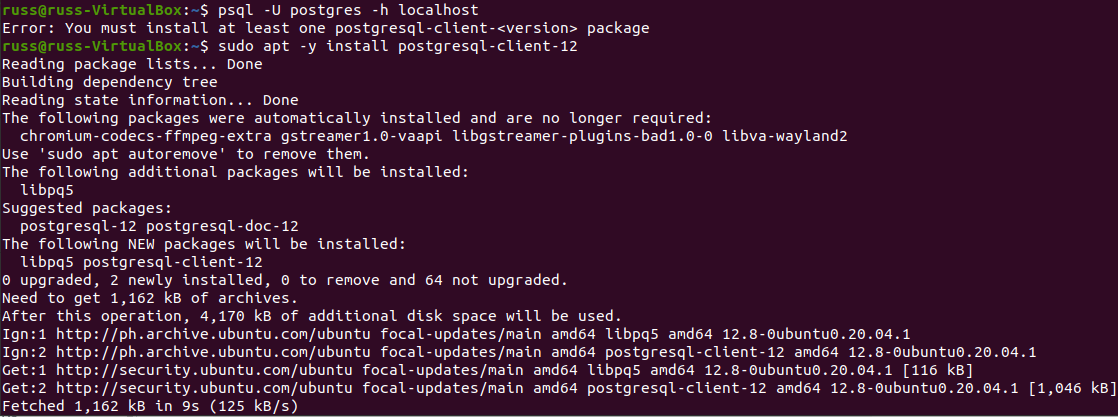 russ@russ-VirtualBox:~$ psql -U postgres -h localhost
Error: You must install at least one postgresql-client-<version> package
russ@russ-VirtualBox:~$ sudo apt -y install postgresql-client-12
Reading package lists... Done
Building dependency tree
Reading state information... Done
The following packages were automatically installed and are no longer required:
  chromium-codecs-ffmpeg-extra gstreamer1.0-vaapi libgstreamer-plugins-bad1.0-0 libva-wayland2
Use 'sudo apt autoremove' to remove them.
The following additional packages will be installed:
  libpq5
Suggested packages:
  postgresql-12 postgresql-doc-12
The following NEW packages will be installed:
  libpq5 postgresql-client-12
0 upgraded, 2 newly installed, 0 to remove and 64 not upgraded.
Need to get 1,162 kB of archives.
After this operation, 4,170 kB of additional disk space will be used.
Ign:1 http://ph.archive.ubuntu.com/ubuntu focal-updates/main amd64 libpq5 amd64 12.8-0ubuntu0.20.04.1
Ign:2 http://ph.archive.ubuntu.com/ubuntu focal-updates/main amd64 postgresql-client-12 amd64 12.8-0ubuntu0.20.04.1
Get:1 http://security.ubuntu.com/ubuntu focal-updates/main amd64 libpq5 amd64 12.8-0ubuntu0.20.04.1 [116 kB]
Get:2 http://security.ubuntu.com/ubuntu focal-updates/main amd64 postgresql-client-12 amd64 12.8-0ubuntu0.20.04.1 [1,046 kB]
Fetched 1,162 kB in 9s (125 kB/s)